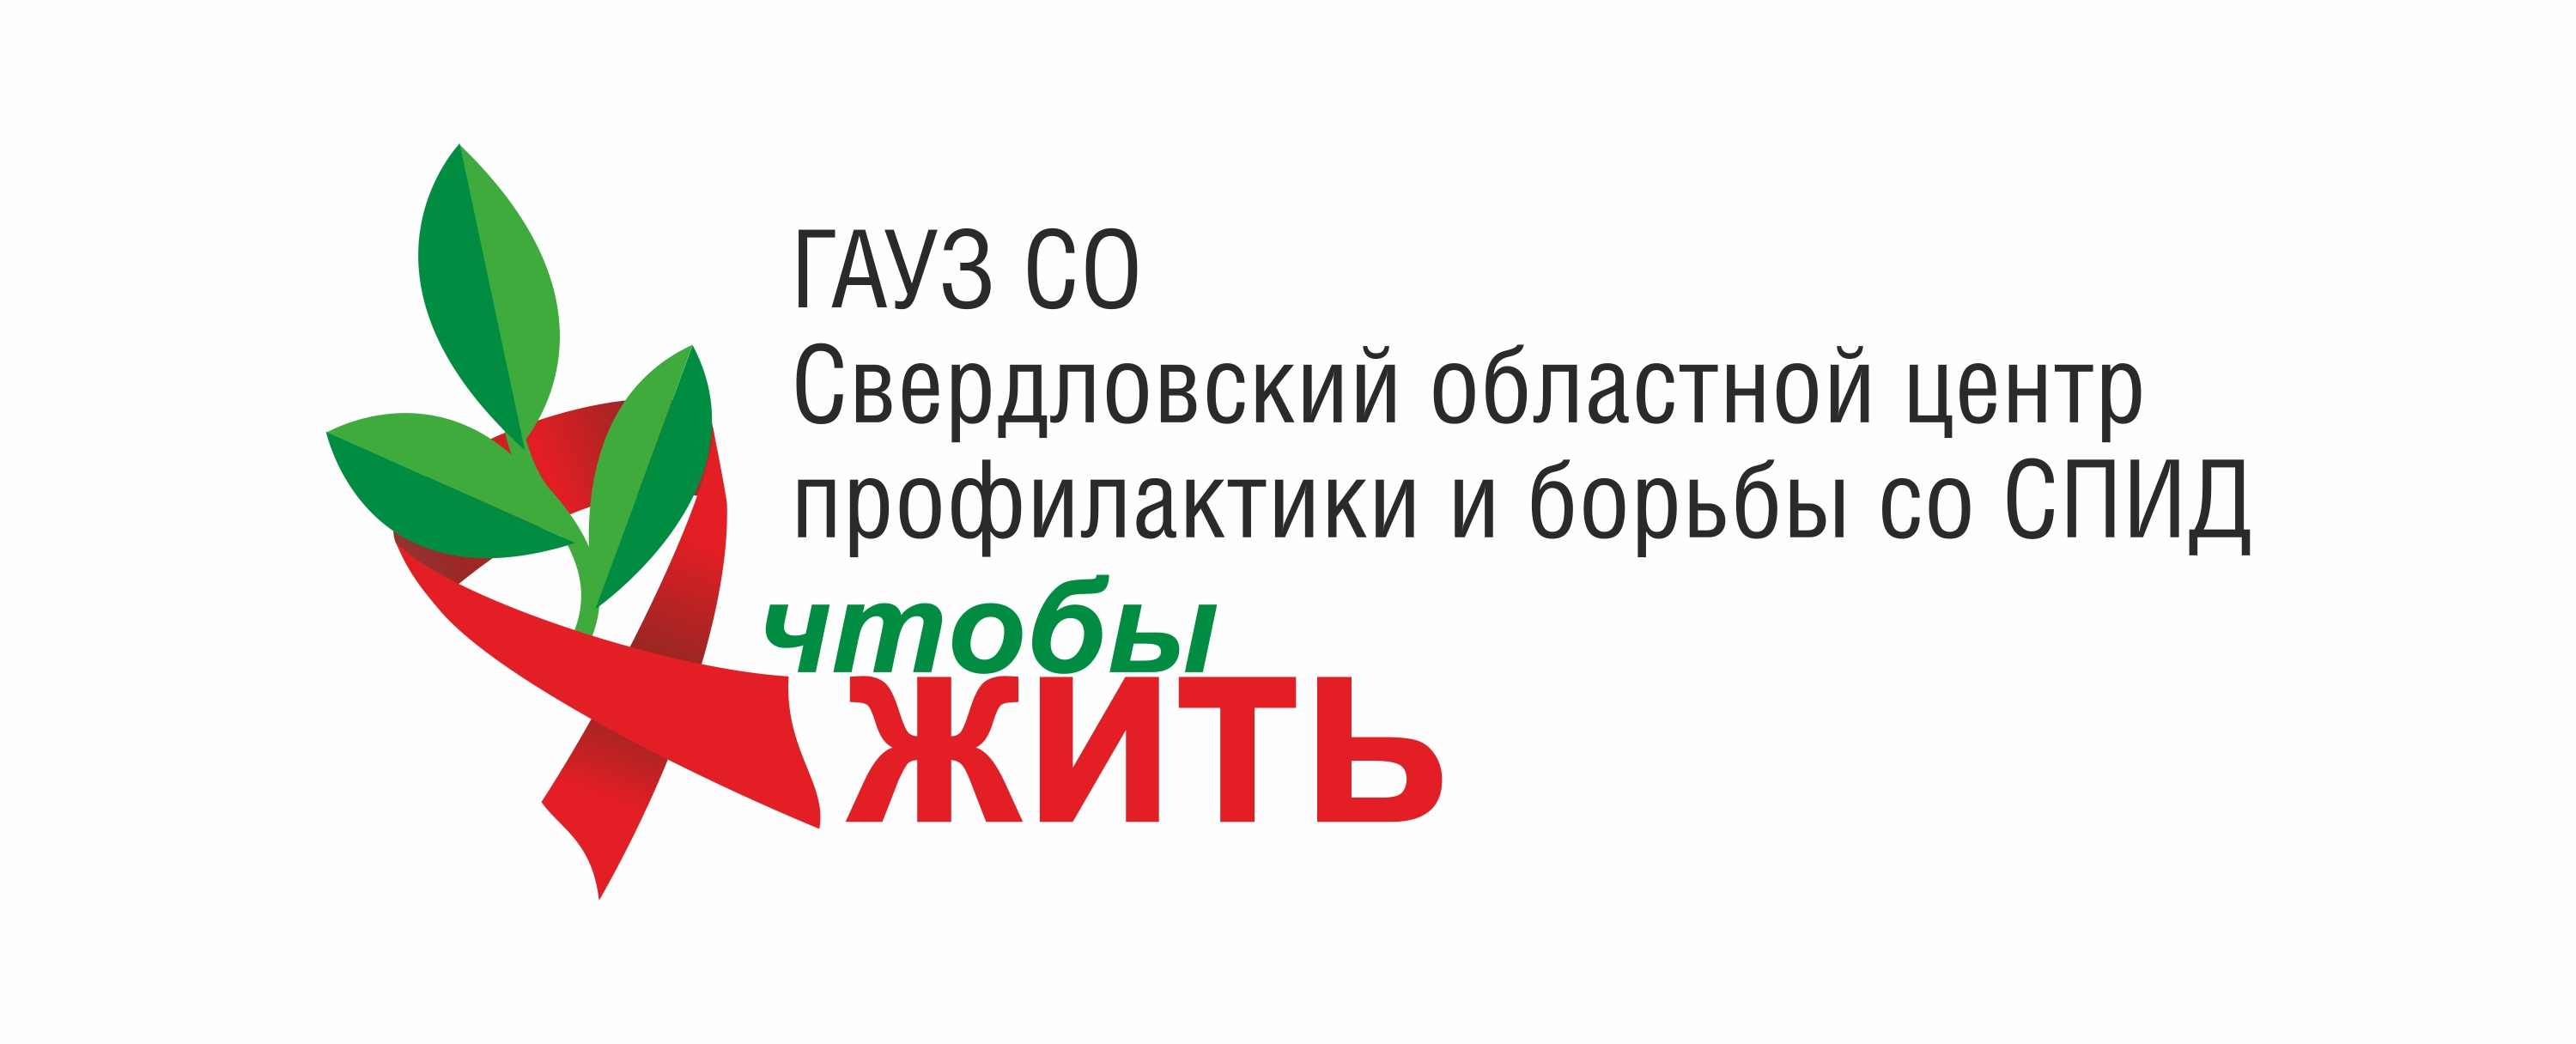 ГАУЗ СО
Свердловский областной центр
профилактики и борьбы со СПИД
чтобы
ЖИТЬ